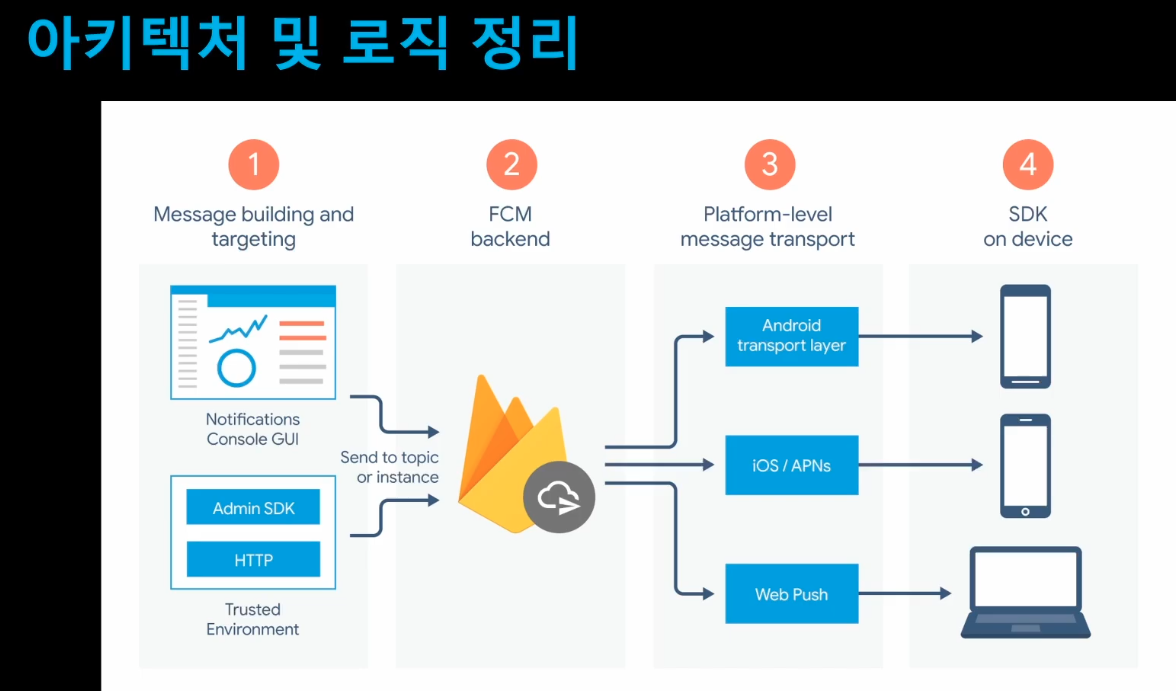 아키텍처 및 로직 정리
1
Message building and
targeting
2
FCM
backend
3
Platform-level
message transport
4
SDK
on device
Notifications
Console GUI
Send to topic
or instance
Admin SDK
HTTP
Trusted
Environment
Android
transport layer
iOS / APNs
Web Push